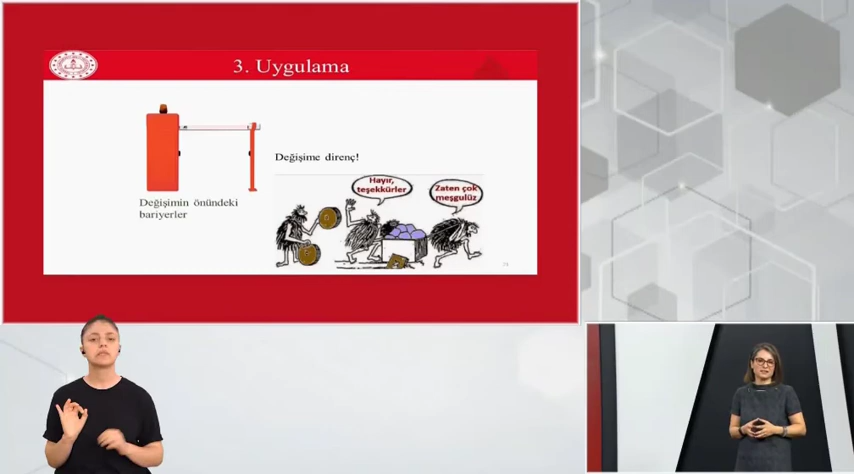 3. Uygulama
Değişime direnç!
Hayır,
teşekkürler
Zaten çok
meşgulüz
Değişimin önündeki
bariyerler